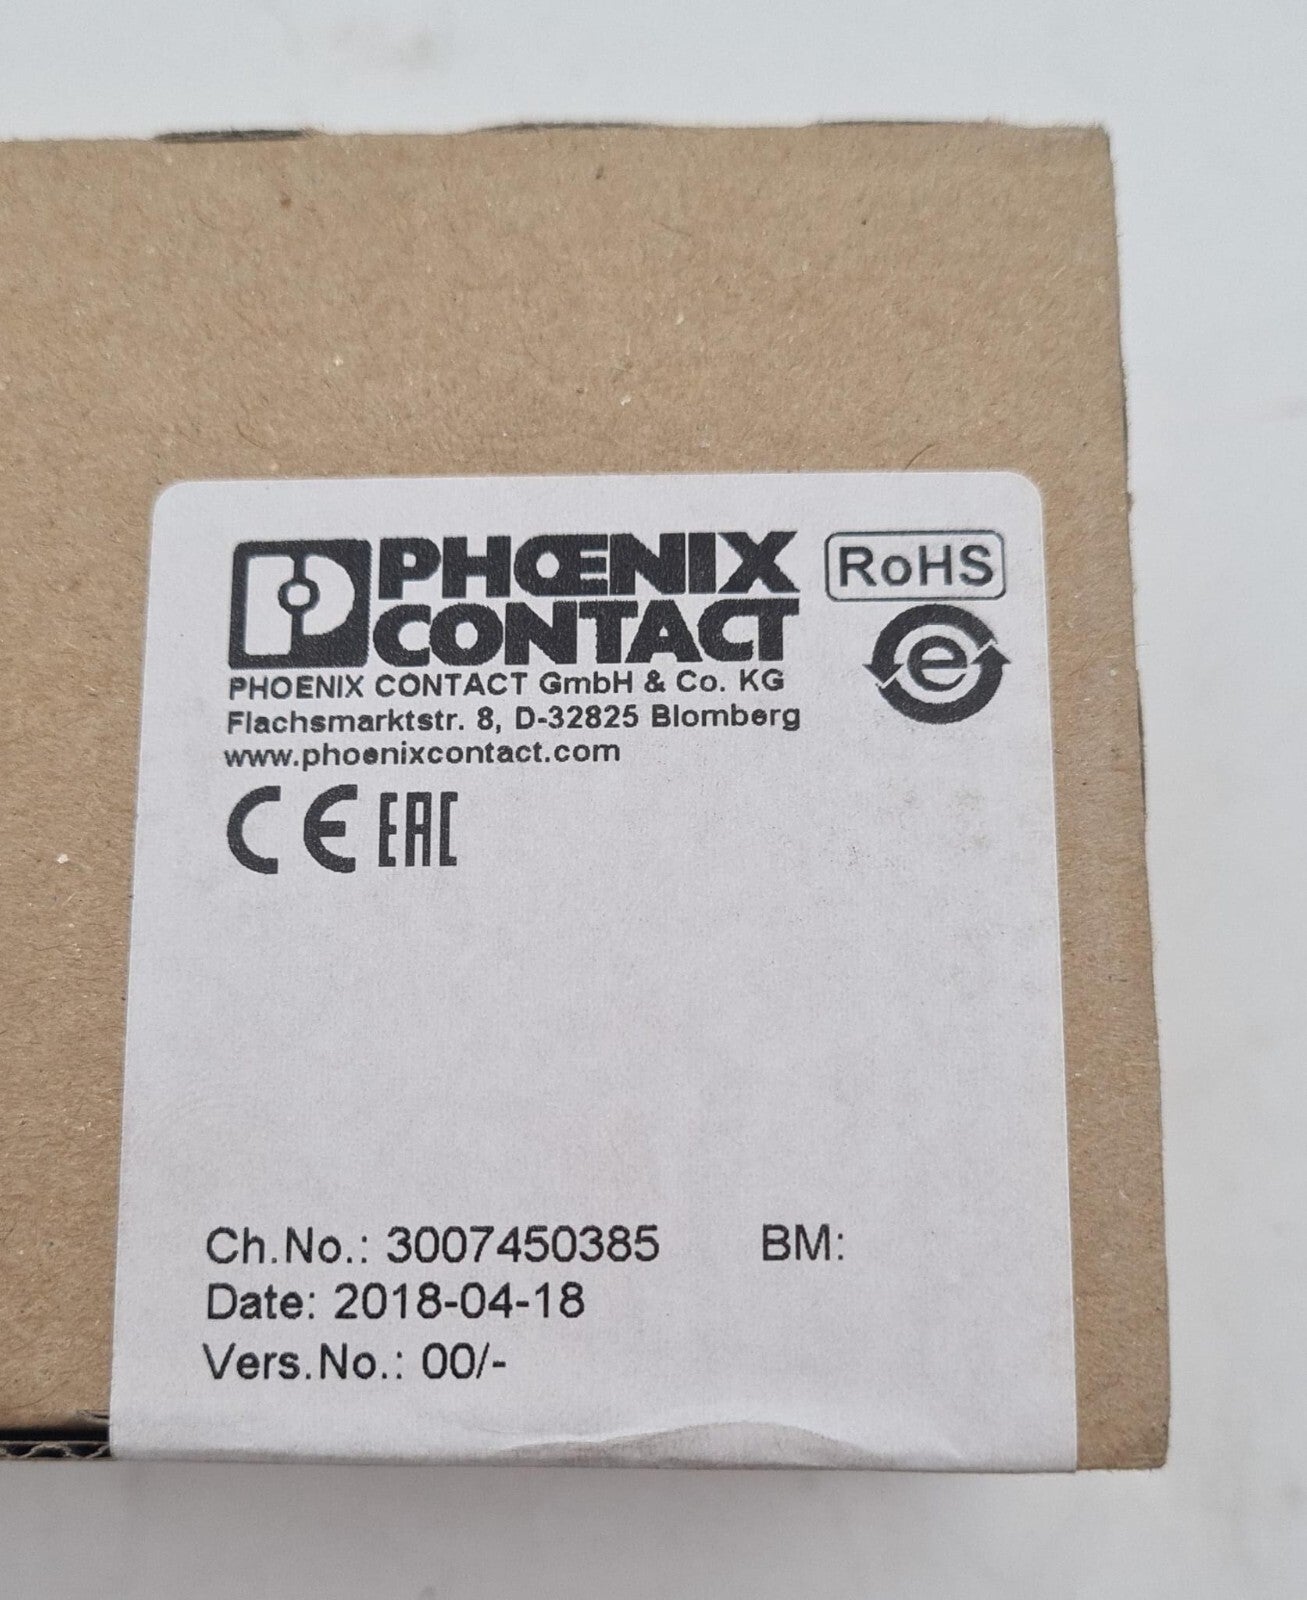 PHŒNIX
CONTACT
RoHS
e
PHOENIX CONTACT GmbH & Co. KG
Flachsmarktstr. 8, D-32825 Blomberg
www.phoenixcontact.com
CE EAC
Ch.No.: 3007450385 BM:
Date: 2018-04-18
Vers.No.: 00/-